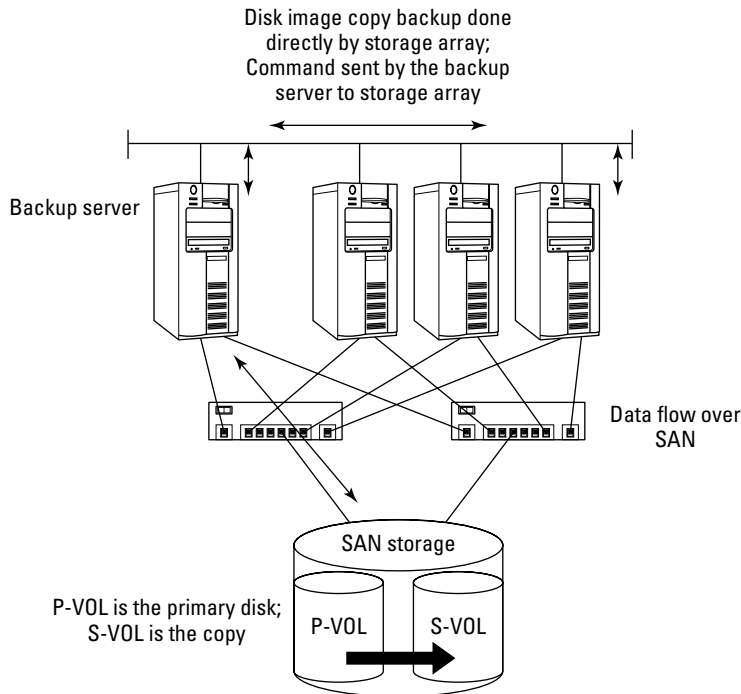 Disk image copy backup done
directly by storage array;
Command sent by the backup
server to storage array
Backup server
Data flow over
SAN
SAN storage
P-VOL is the primary disk;
S-VOL is the copy
P-VOL
S-VOL